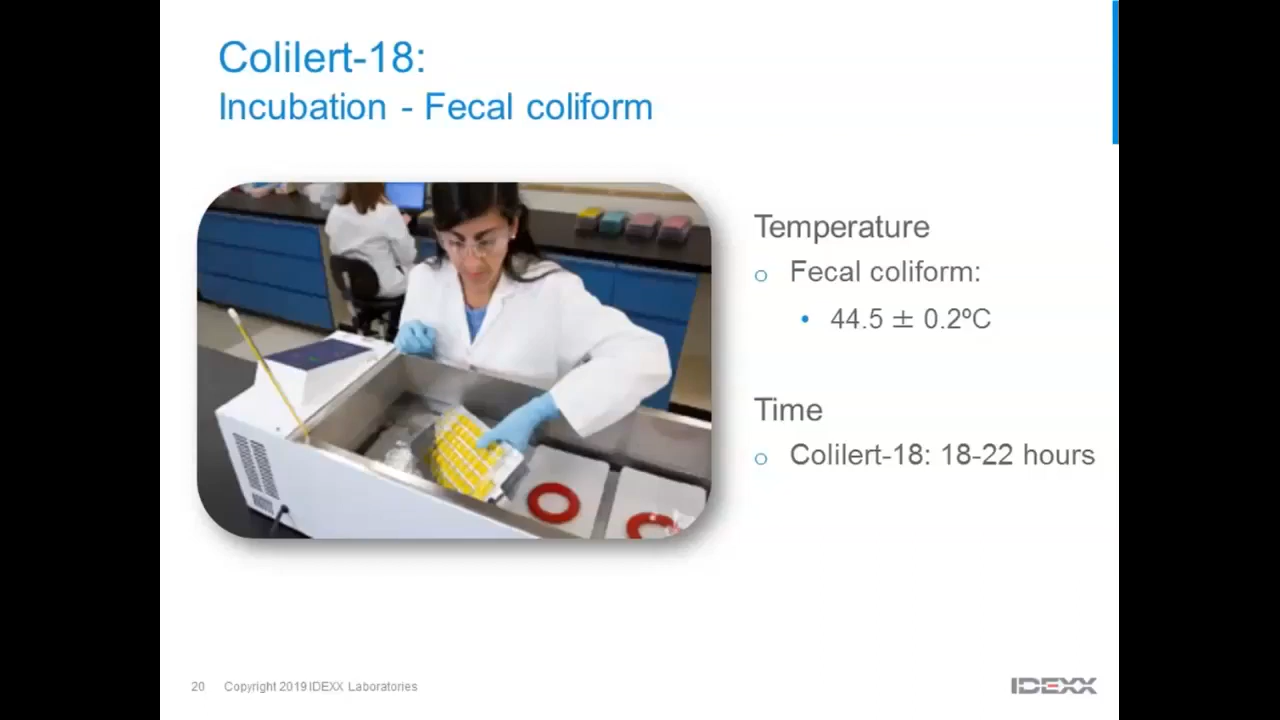 Colilert-18:
Incubation - Fecal coliform
Temperature
o Fecal coliform:
• 44.5 ± 0.2ºC
Time
o Colilert-18: 18-22 hours
20 Copyright 2019 IDEXX Laboratories
IDEXX